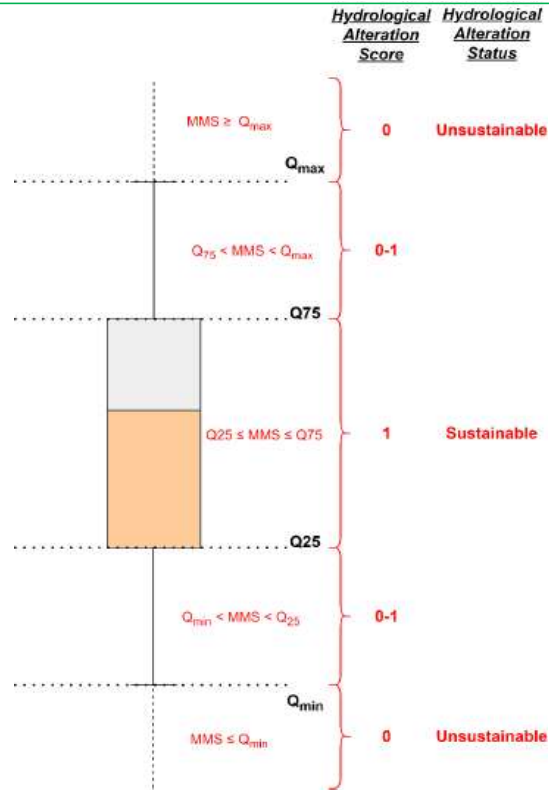 Hydrological Alteration Score
Hydrological Alteration Status
MMS ≥ Qmax
0
Unsustainable
Qmax
Q75 < MMS < Qmax
0-1
Q75
Q25 ≤ MMS ≤ Q75
1
Sustainable
Q25
Qmin < MMS < Q25
0-1
Qmin
MMS ≤ Qmin
0
Unsustainable